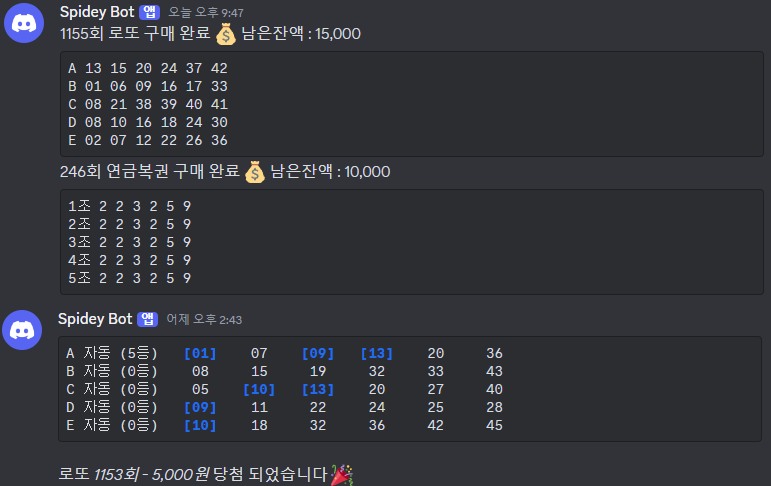 Spidey Bot 앱 오늘 오후 9:47
1155회 로또 구매 완료 💰 남은잔액 : 15,000
A 13 15 20 24 37 42
B 01 06 09 16 17 33
C 08 21 38 39 40 41
D 08 10 16 18 24 30
E 02 07 12 22 26 36
246회 연금복권 구매 완료 💰 남은잔액 : 10,000
1조 2 2 3 2 5 9
2조 2 2 3 2 5 9
3조 2 2 3 2 5 9
4조 2 2 3 2 5 9
5조 2 2 3 2 5 9
Spidey Bot 앱 어제 오후 2:43
A 자동 (5등) [01] 07 [09] [13] 20 36
B 자동 (0등) 08 15 19 32 33 43
C 자동 (0등) 05 [10] [13] 20 27 40
D 자동 (0등) [09] 11 22 24 25 28
E 자동 (0등) [10] 18 32 36 42 45
로또 1153회 - 5,000원 당첨 되었습니다🎉